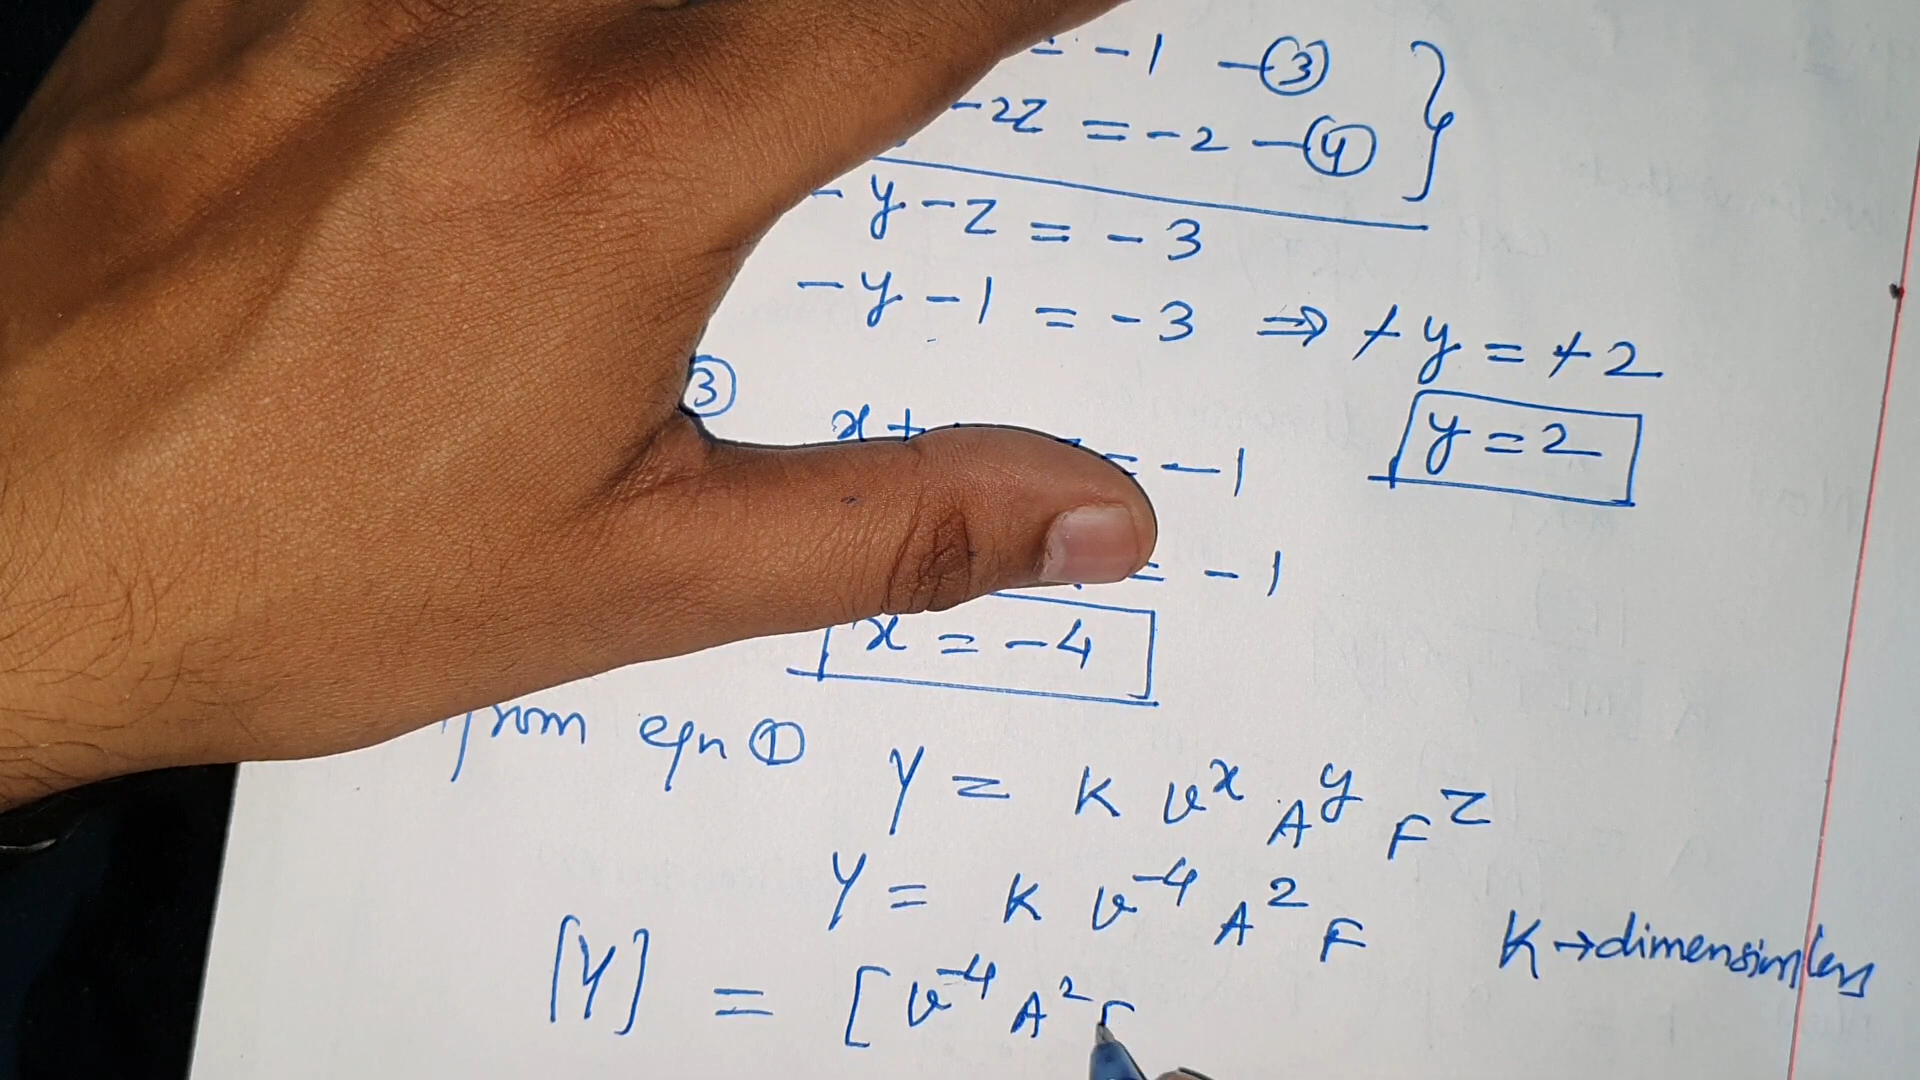 = -1 — ③
-2z = -2 — ④
- y - z = -3
- y - 1 = -3 ⇒ + y = + 2
③
x + = -1
y = 2
= -1
x = -4
from eqn ①
Y = K v^x A^y F^z
Y = K v^-4 A^2 F
K → dimensionless
[Y] = [ v^-4 A^2